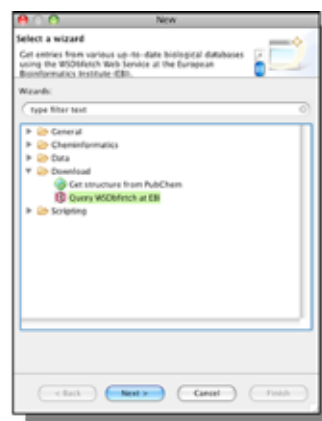 New
Select a wizard
Get entries from various up-to-date biological databases
using the WSDbfetch Web Service at the European
Bioinformatics Institute (EBI).
Wizards:
type filter text
General
Cheminformatics
Data
Download
Get structure from PubChem
Query WSDbfetch at EBI
Scripting
< Back
Next >
Cancel
Finish